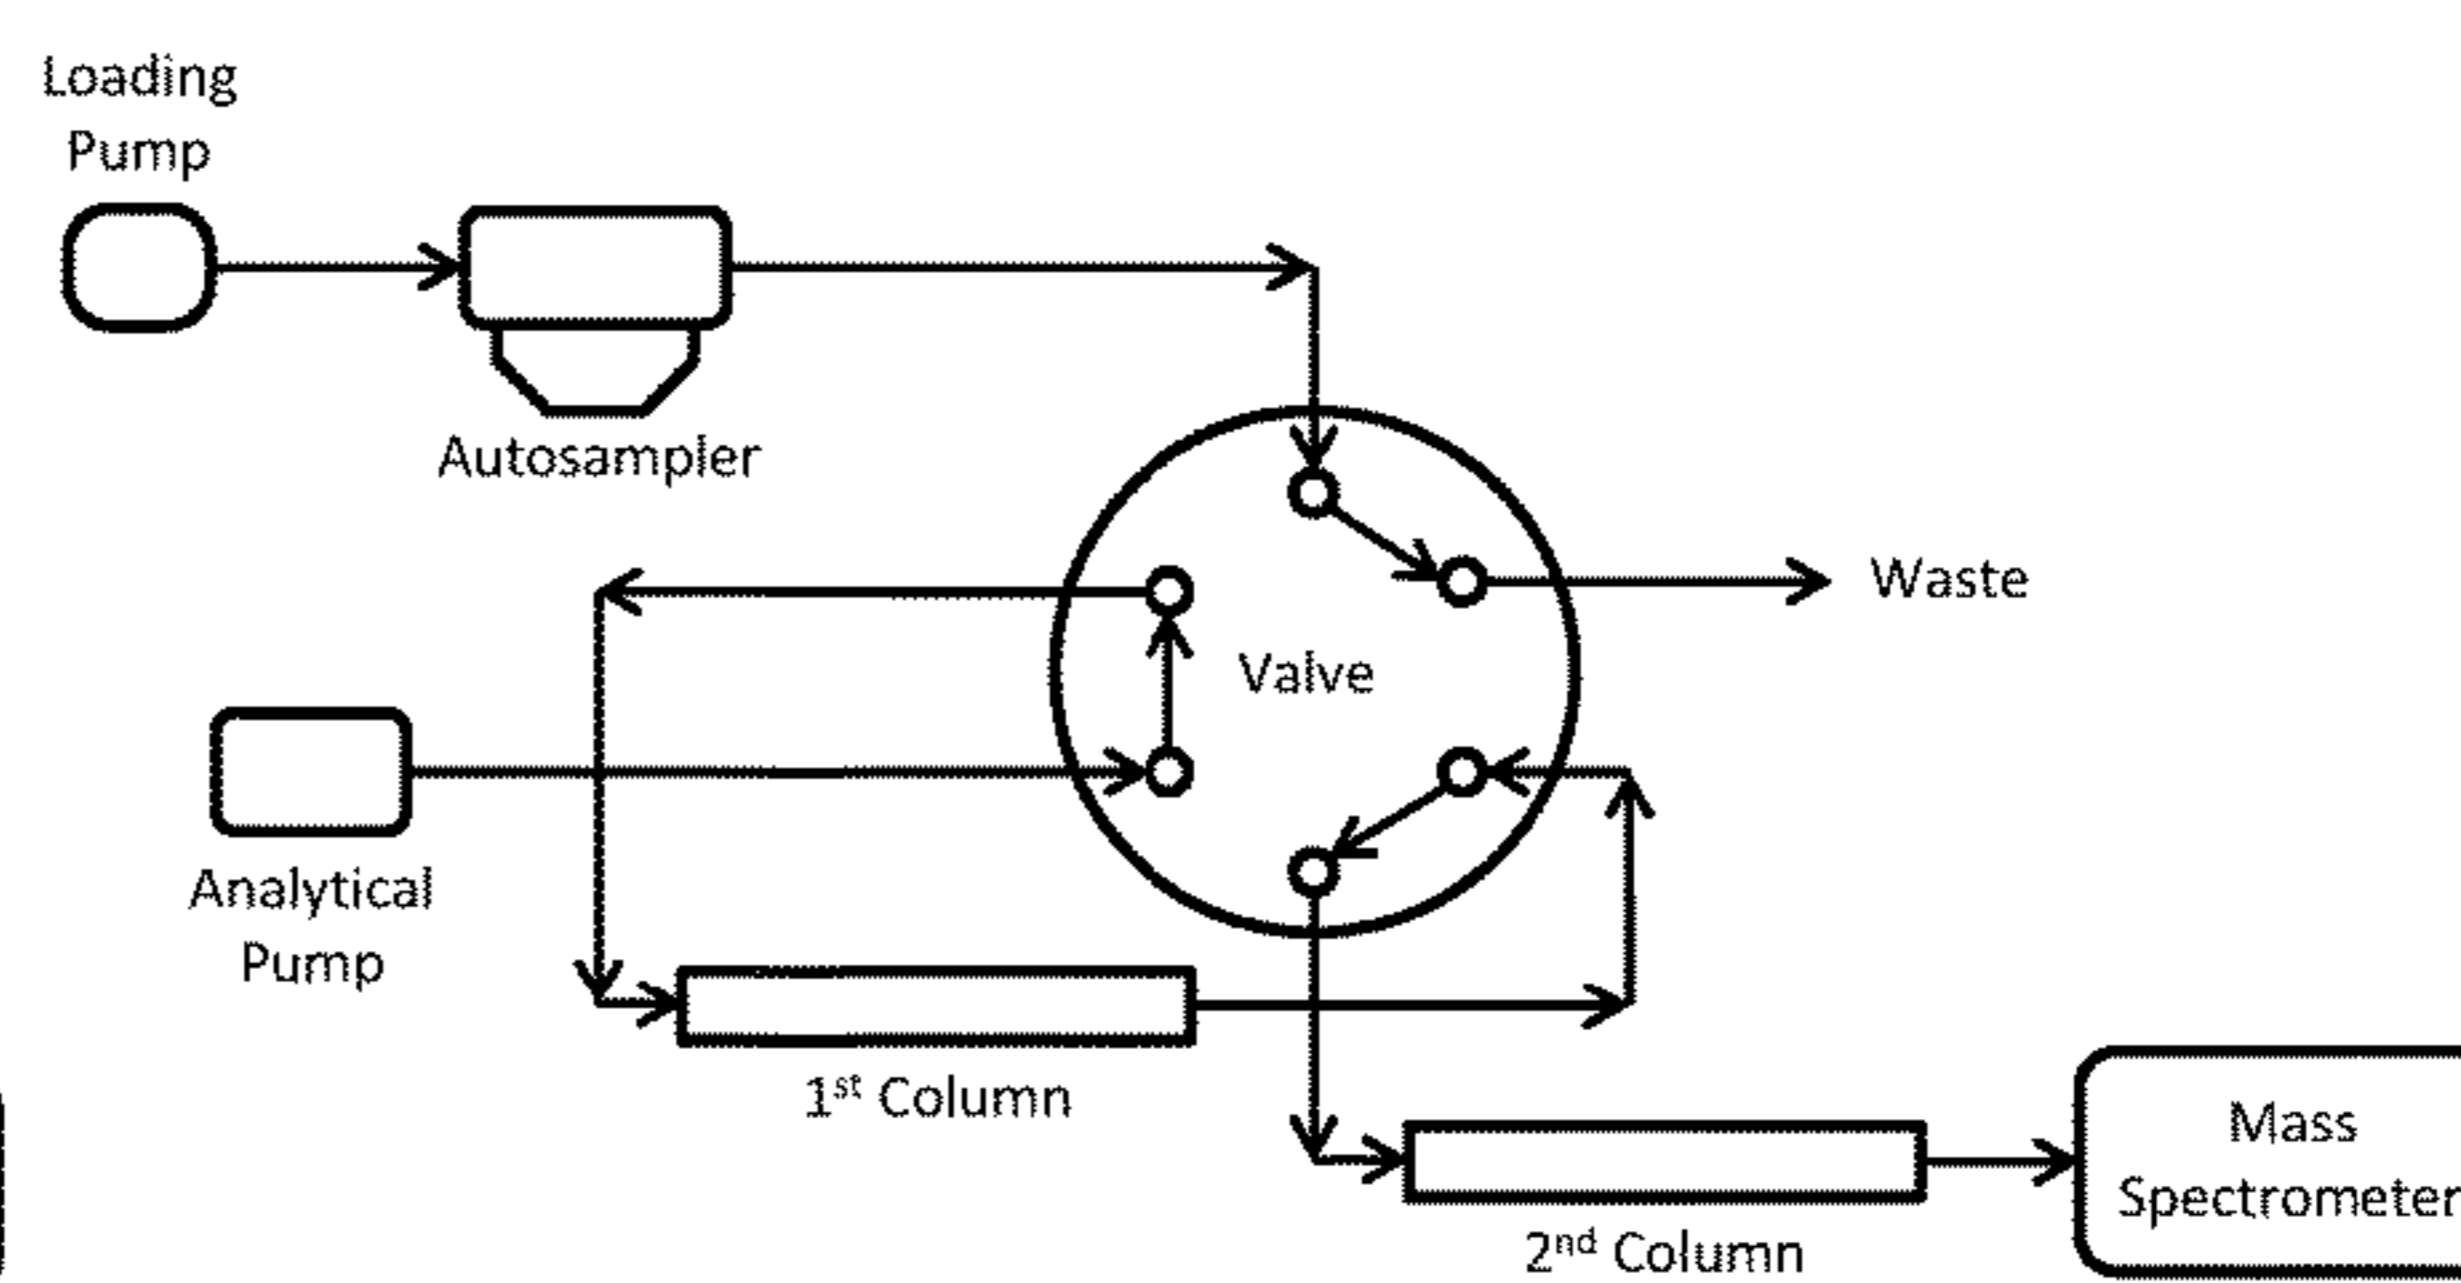 Loading
Pump
Autosampler
Waste
Valve
Analytical
Pump
1st Column
Mass
Spectrometer
2nd Column